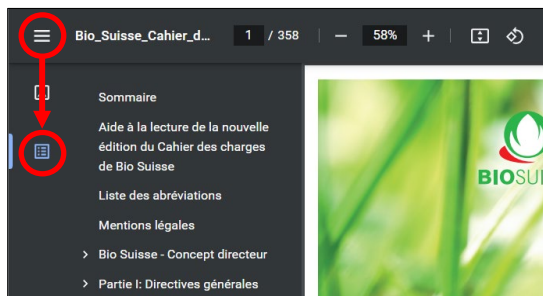 Bio_Suisse_Cahier_d... 1 / 358 — 58% +
Sommaire
Aide à la lecture de la nouvelle
édition du Cahier des charges
de Bio Suisse
Liste des abréviations
Mentions légales
> Bio Suisse - Concept directeur
> Partie I: Directives générales
BIOSUI